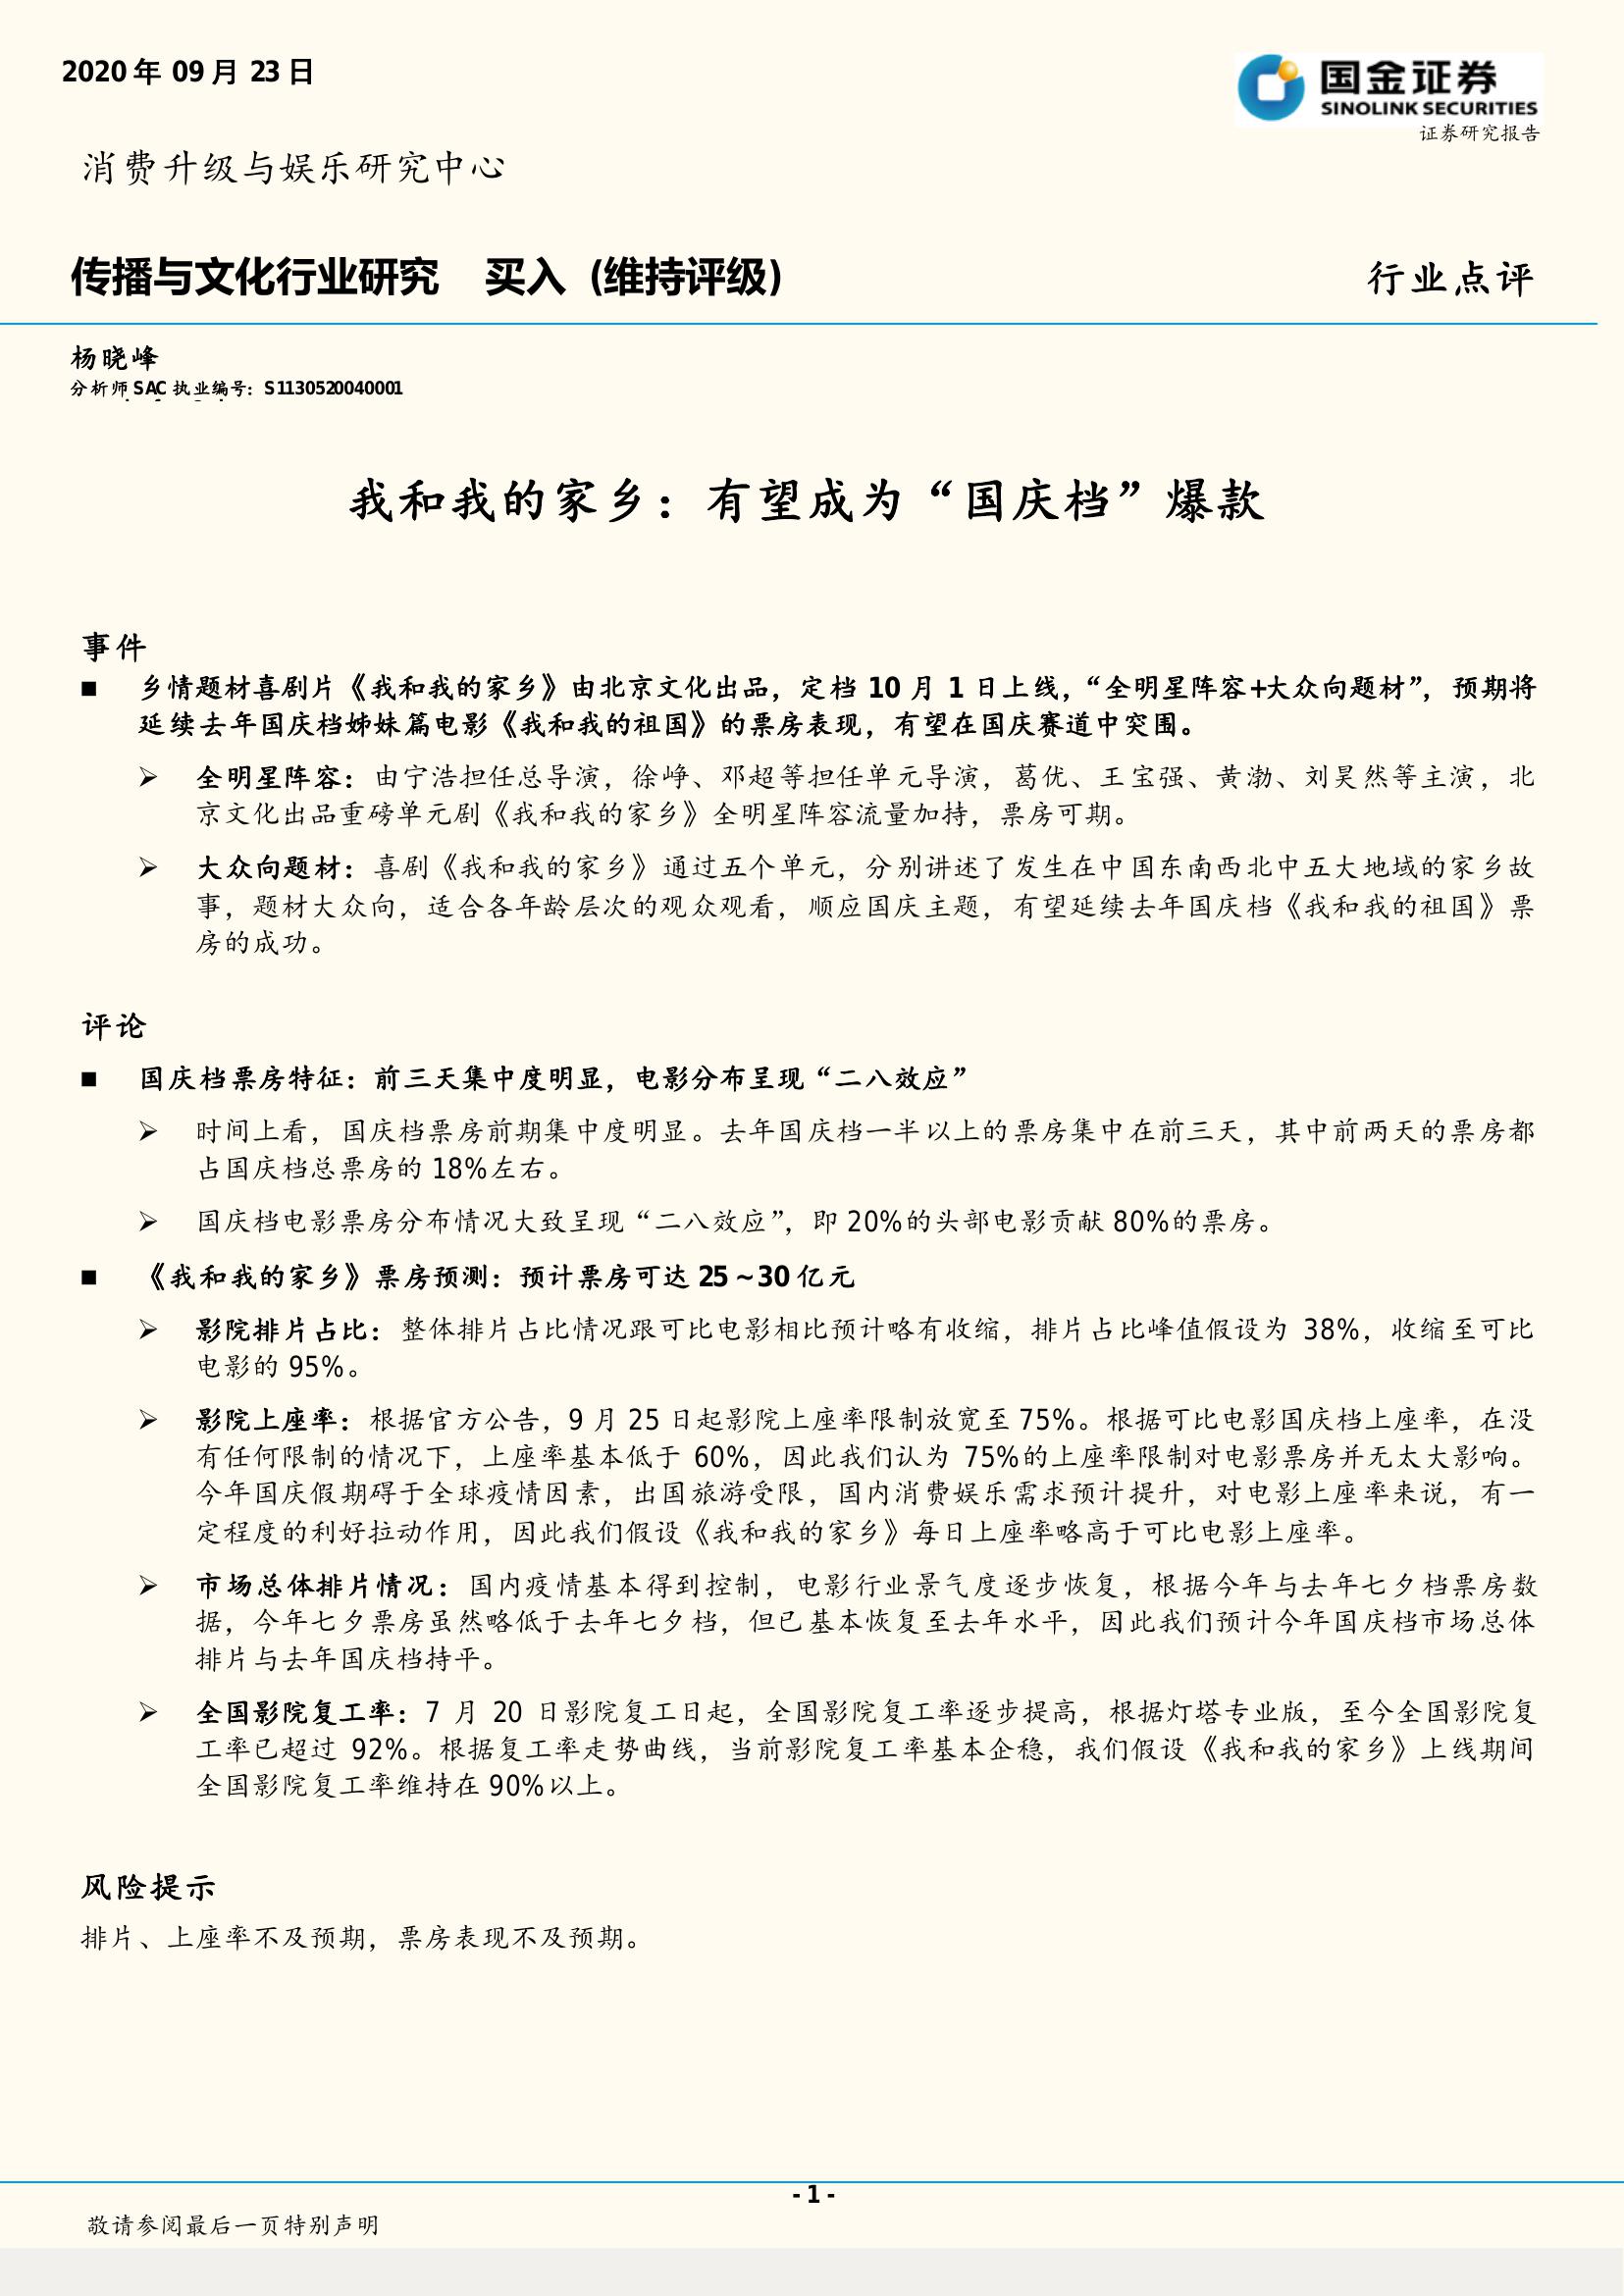 2020 年 09 月 23 日
国金证券
SINOLINK SECURITIES
证券研究报告
消费升级与娱乐研究中心
传播与文化行业研究 买入 (维持评级)
行业点评
杨晓峰
分析师 SAC 执业编号：S1130520040001
我和我的家乡：有望成为“国庆档”爆款
事件
■ 乡情题材喜剧片《我和我的家乡》由北京文化出品，定档 10 月 1 日上线，“全明星阵容+大众向题材”，预期将
延续去年国庆档姊妹篇电影《我和我的祖国》的票房表现，有望在国庆赛道中突围。
➢ 全明星阵容：由宁浩担任总导演，徐峥、邓超等担任单元导演，葛优、王宝强、黄渤、刘昊然等主演，北
京文化出品重磅单元剧《我和我的家乡》全明星阵容流量加持，票房可期。
➢ 大众向题材：喜剧《我和我的家乡》通过五个单元，分别讲述了发生在中国东南西北中五大地域的家乡故
事，题材大众向，适合各年龄层次的观众观看，顺应国庆主题，有望延续去年国庆档《我和我的祖国》票
房的成功。
评论
■ 国庆档票房特征：前三天集中度明显，电影分布呈现“二八效应”
➢ 时间上看，国庆档票房前期集中度明显。去年国庆档一半以上的票房集中在前三天，其中前两天的票房都
占国庆档总票房的 18%左右。
➢ 国庆档电影票房分布情况大致呈现“二八效应”，即 20%的头部电影贡献 80%的票房。
■ 《我和我的家乡》票房预测：预计票房可达 25~30 亿元
➢ 影院排片占比：整体排片占比情况跟可比电影相比预计略有收缩，排片占比峰值假设为 38%，收缩至可比
电影的 95%。
➢ 影院上座率：根据官方公告，9 月 25 日起影院上座率限制放宽至 75%。根据可比电影国庆档上座率，在没
有任何限制的情况下，上座率基本低于 60%，因此我们认为 75%的上座率限制对电影票房并无太大影响。
今年国庆假期碍于全球疫情因素，出国旅游受限，国内消费娱乐需求预计提升，对电影上座率来说，有一
定程度的利好拉动作用，因此我们假设《我和我的家乡》每日上座率略高于可比电影上座率。
➢ 市场总体排片情况：国内疫情基本得到控制，电影行业景气度逐步恢复，根据今年与去年七夕档票房数
据，今年七夕票房虽然略低于去年七夕档，但已基本恢复至去年水平，因此我们预计今年国庆档市场总体
排片与去年国庆档持平。
➢ 全国影院复工率：7 月 20 日影院复工日起，全国影院复工率逐步提高，根据灯塔专业版，至今全国影院复
工率已超过 92%。根据复工率走势曲线，当前影院复工率基本企稳，我们假设《我和我的家乡》上线期间
全国影院复工率维持在 90%以上。
风险提示
排片、上座率不及预期，票房表现不及预期。
- 1 -
敬请参阅最后一页特别声明